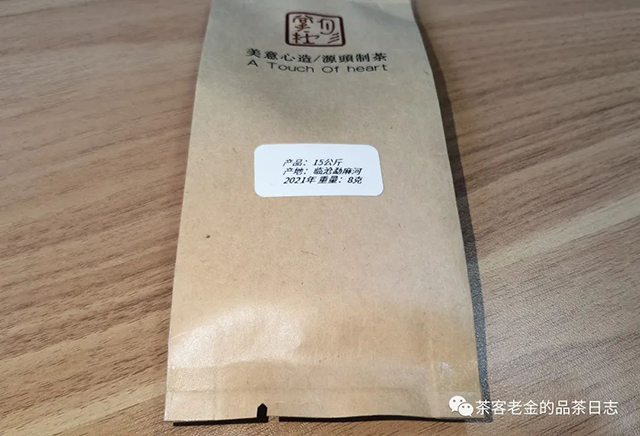 美意心造/源頭制茶
A Touch Of heart
产品：15公斤
产地：临沧勐麻河
2021年 重量：8克
茶客老金的品茶日志